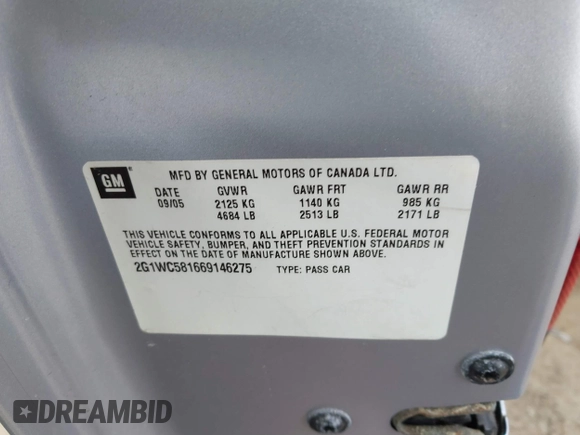 GM
MFD BY GENERAL MOTORS OF CANADA LTD.
DATE GVWR GAWR FRT GAWR RR
09/05 2125 KG 1140 KG 985 KG
4684 LB 2513 LB 2171 LB
THIS VEHICLE CONFORMS TO ALL APPLICABLE U.S. FEDERAL MOTOR
VEHICLE SAFETY, BUMPER, AND THEFT PREVENTION STANDARDS IN
EFFECT ON THE DATE OF MANUFACTURE SHOWN ABOVE.
2G1WC581669146275 TYPE: PASS CAR
DREAMBID